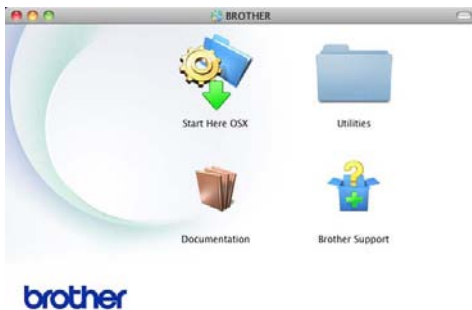 BROTHER
Start Here OSX
Utilities
Documentation
Brother Support
brother